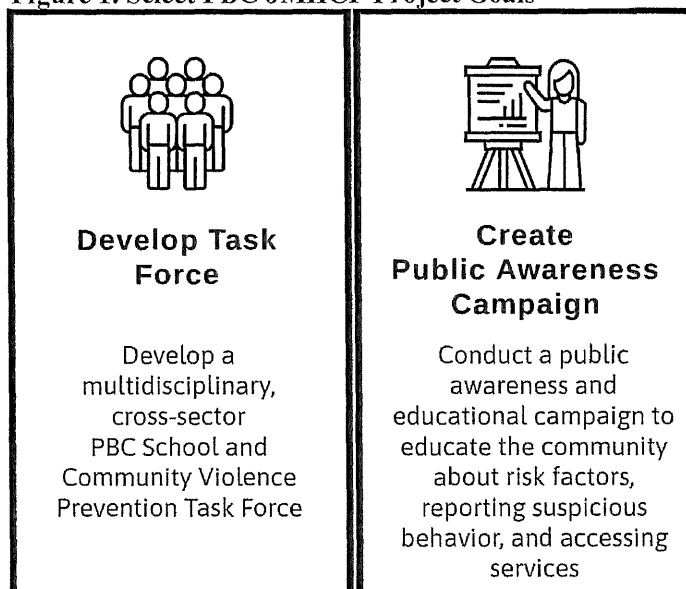 Figure 1. Select PBC JMHCP Project Goals
Develop Task
Force
Develop a
multidisciplinary,
cross-sector
PBC School and
Community Violence
Prevention Task Force
Create
Public Awareness
Campaign
Conduct a public
awareness and
educational campaign to
educate the community
about risk factors,
reporting suspicious
behavior, and accessing
services